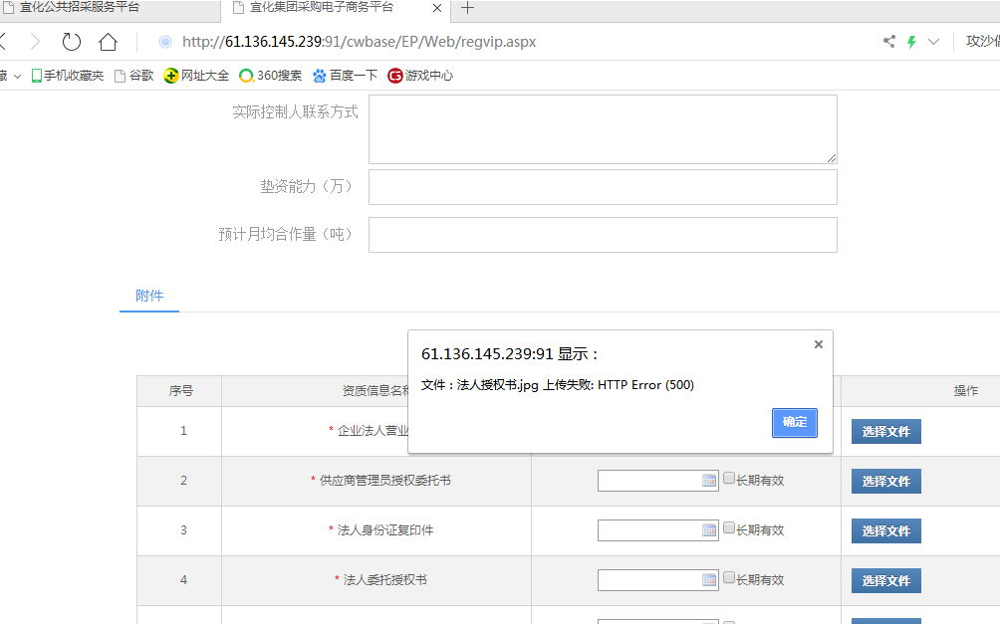 宜化公共招采服务平台
宜化集团采购电子商务平台
http://61.136.145.239:91/cwbase/EP/Web/regvip.aspx
攻沙
藏 手机收藏夹 谷歌 网址大全 360搜索 百度一下 游戏中心
实际控制人联系方式
垫资能力（万）
预计月均合作量（吨）
附件
61.136.145.239:91 显示：
文件：法人授权书.jpg 上传失败: HTTP Error (500)
确定
序号 资质信息名 操作
1 * 企业法人营业 选择文件
2 * 供应商管理员授权委托书 长期有效 选择文件
3 * 法人身份证复印件 长期有效 选择文件
4 * 法人委托授权书 长期有效 选择文件